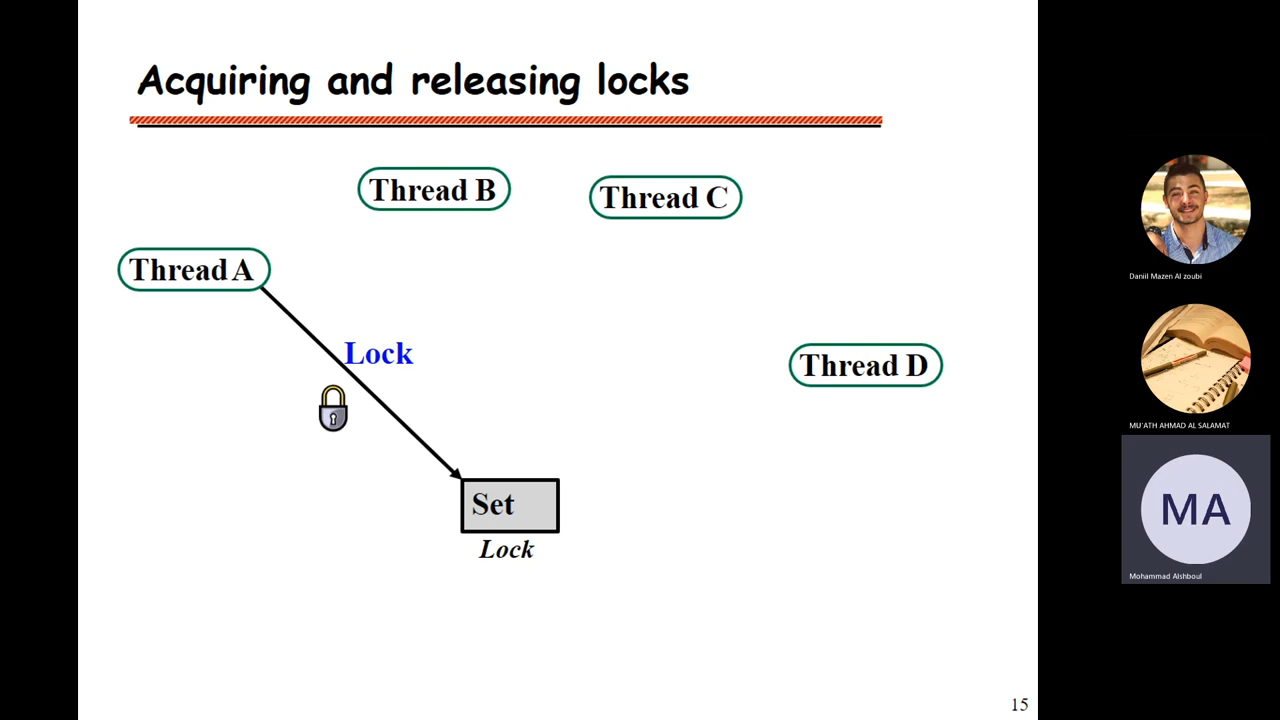 Acquiring and releasing locks
Thread B
Thread C
Thread A
Lock
Thread D
Set
Lock
15
Daniil Mazen Al zoubi
MU'ATH AHMAD AL SALAMAT
MA
Mohammad Alshboul